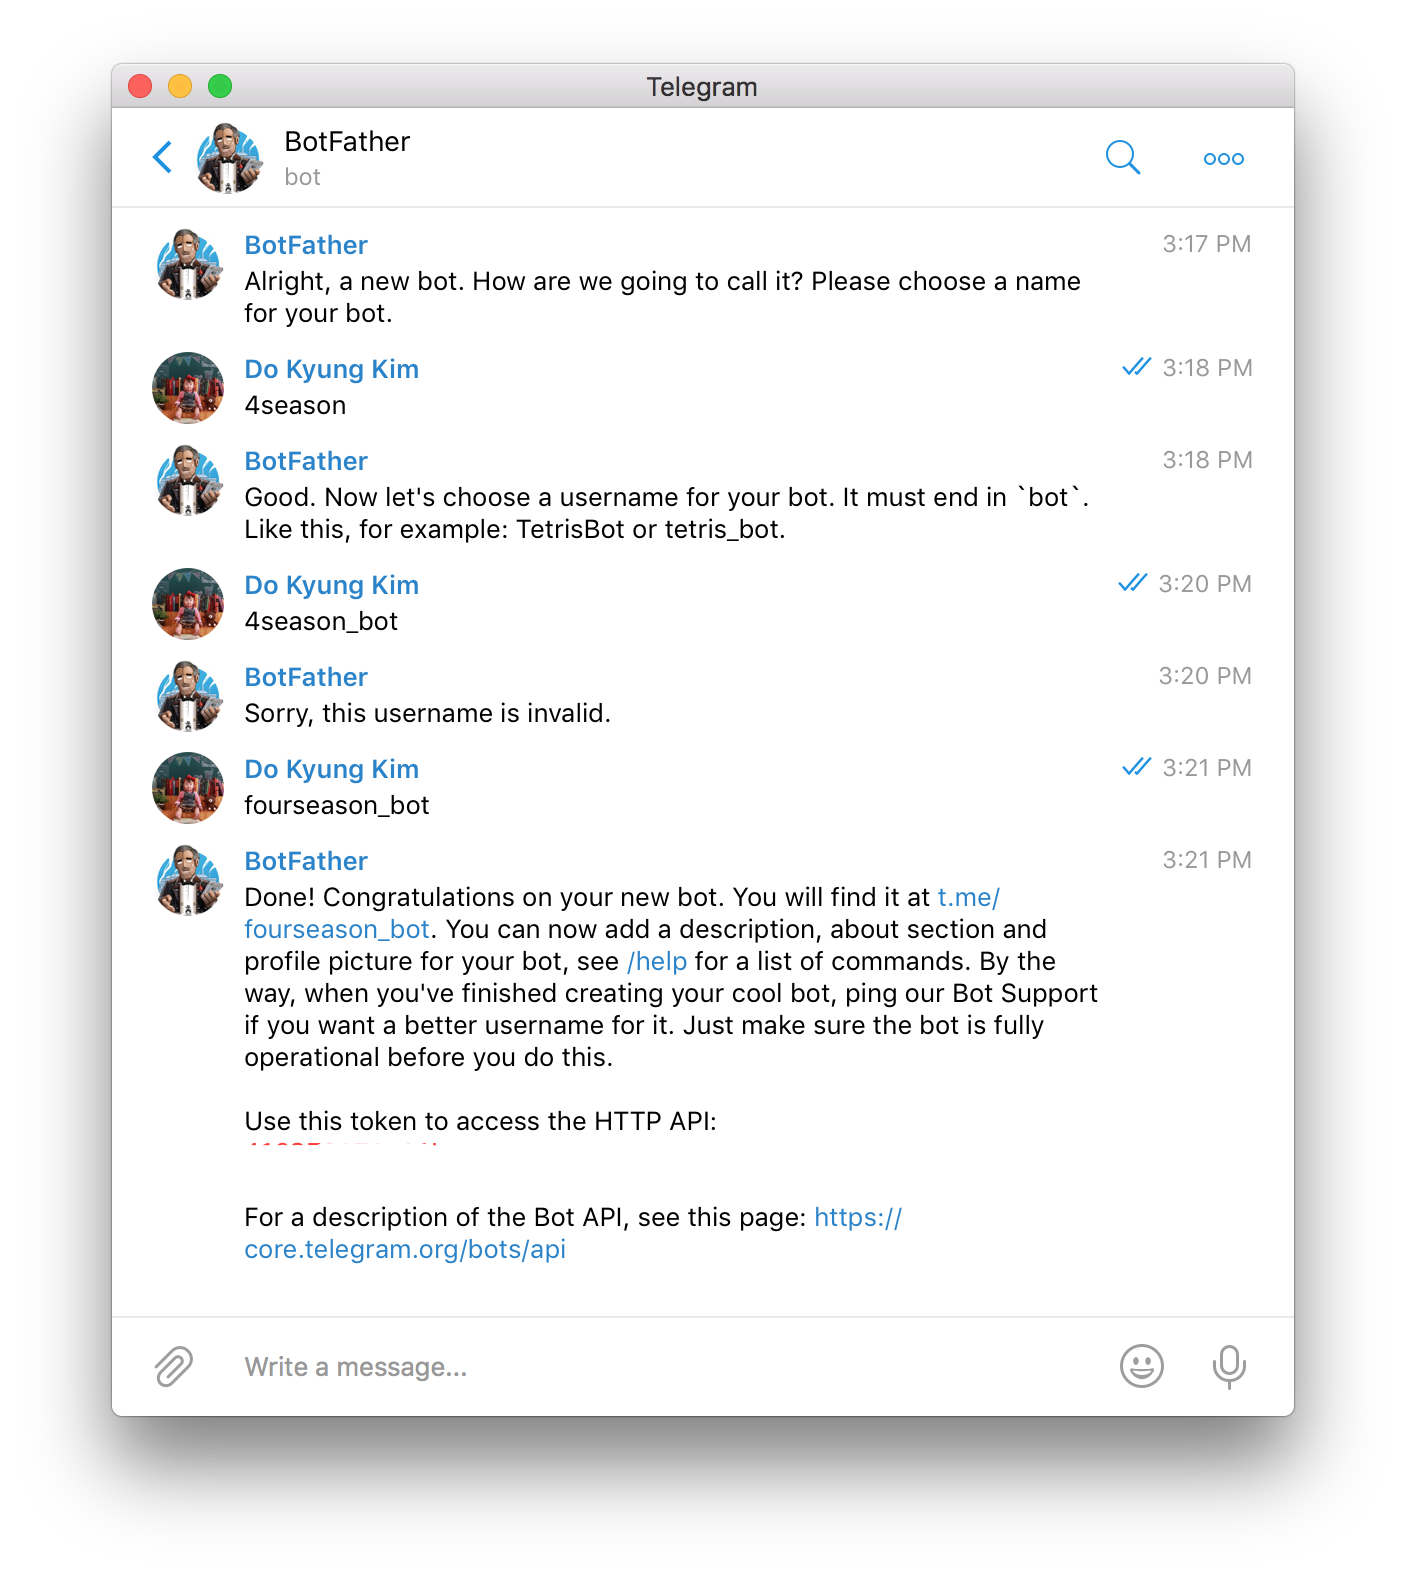 Telegram
BotFather
bot
BotFather
3:17 PM
Alright, a new bot. How are we going to call it? Please choose a name
for your bot.
Do Kyung Kim
3:18 PM
4season
BotFather
3:18 PM
Good. Now let's choose a username for your bot. It must end in `bot`.
Like this, for example: TetrisBot or tetris_bot.
Do Kyung Kim
3:20 PM
4season_bot
BotFather
3:20 PM
Sorry, this username is invalid.
Do Kyung Kim
3:21 PM
fourseason_bot
BotFather
3:21 PM
Done! Congratulations on your new bot. You will find it at t.me/
fourseason_bot. You can now add a description, about section and
profile picture for your bot, see /help for a list of commands. By the
way, when you've finished creating your cool bot, ping our Bot Support
if you want a better username for it. Just make sure the bot is fully
operational before you do this.
Use this token to access the HTTP API:
For a description of the Bot API, see this page: https://
core.telegram.org/bots/api
Write a message...